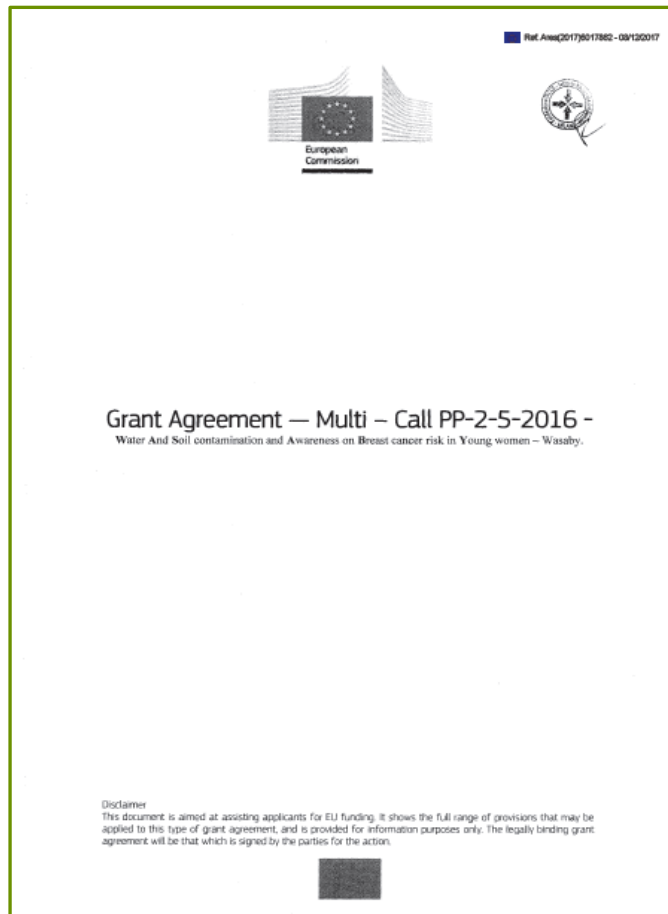 Ref. Ares(2017)6017862 - 08/12/2017
European
Commission
Grant Agreement — Multi – Call PP-2-5-2016 -
Water And Soil contamination and Awareness on Breast cancer risk in Young women – Wasaby.
Disclaimer
This document is aimed at assisting applicants for EU funding. It shows the full range of provisions that may be
applied to this type of grant agreement, and is provided for information purposes only. The legally binding grant
agreement will be that which is signed by the parties for the action.